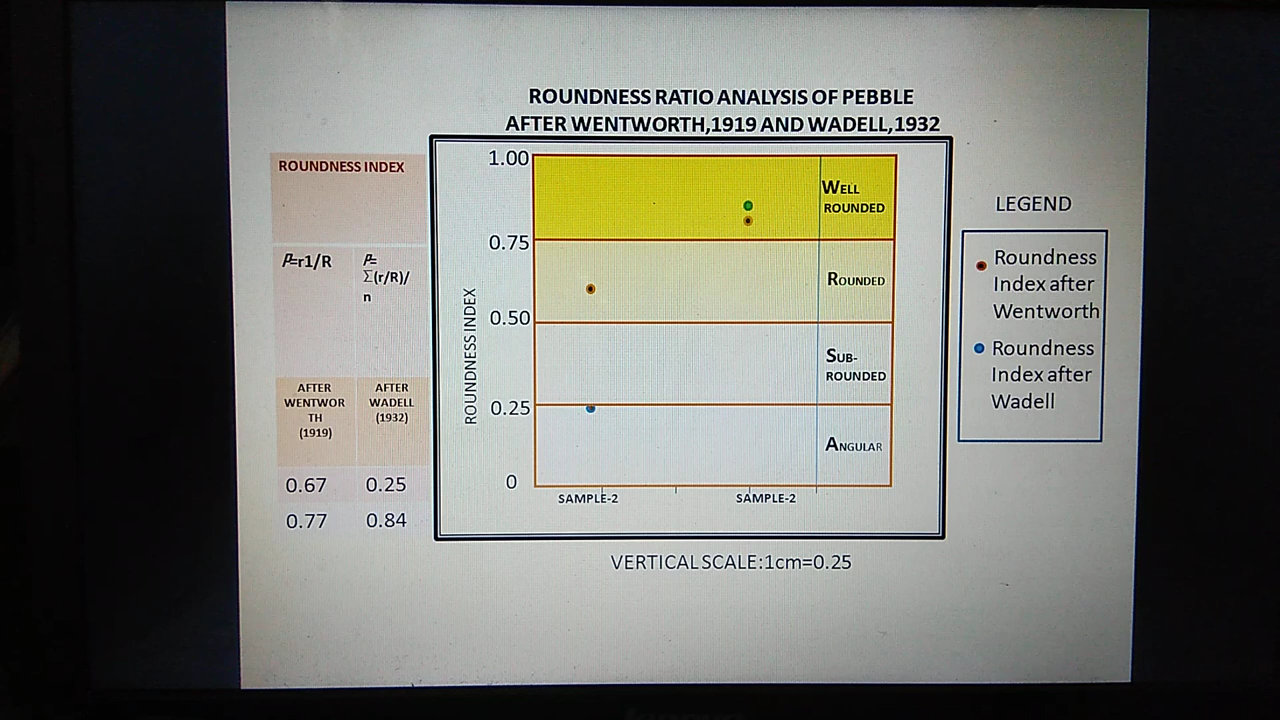 ROUNDNESS RATIO ANALYSIS OF PEBBLE
AFTER WENTWORTH,1919 AND WADELL,1932
ROUNDNESS INDEX
P=r1/R
P=
Σ(r/R)/
n
AFTER
WENTWOR
TH
(1919)
AFTER
WADELL
(1932)
0.67 0.25
0.77 0.84
ROUNDNESS INDEX
1.00
0.75
0.50
0.25
0
WELL
ROUNDED
ROUNDED
SUB-
ROUNDED
ANGULAR
SAMPLE-2
SAMPLE-2
VERTICAL SCALE:1cm=0.25
LEGEND
Roundness
Index after
Wentworth
Roundness
Index after
Wadell